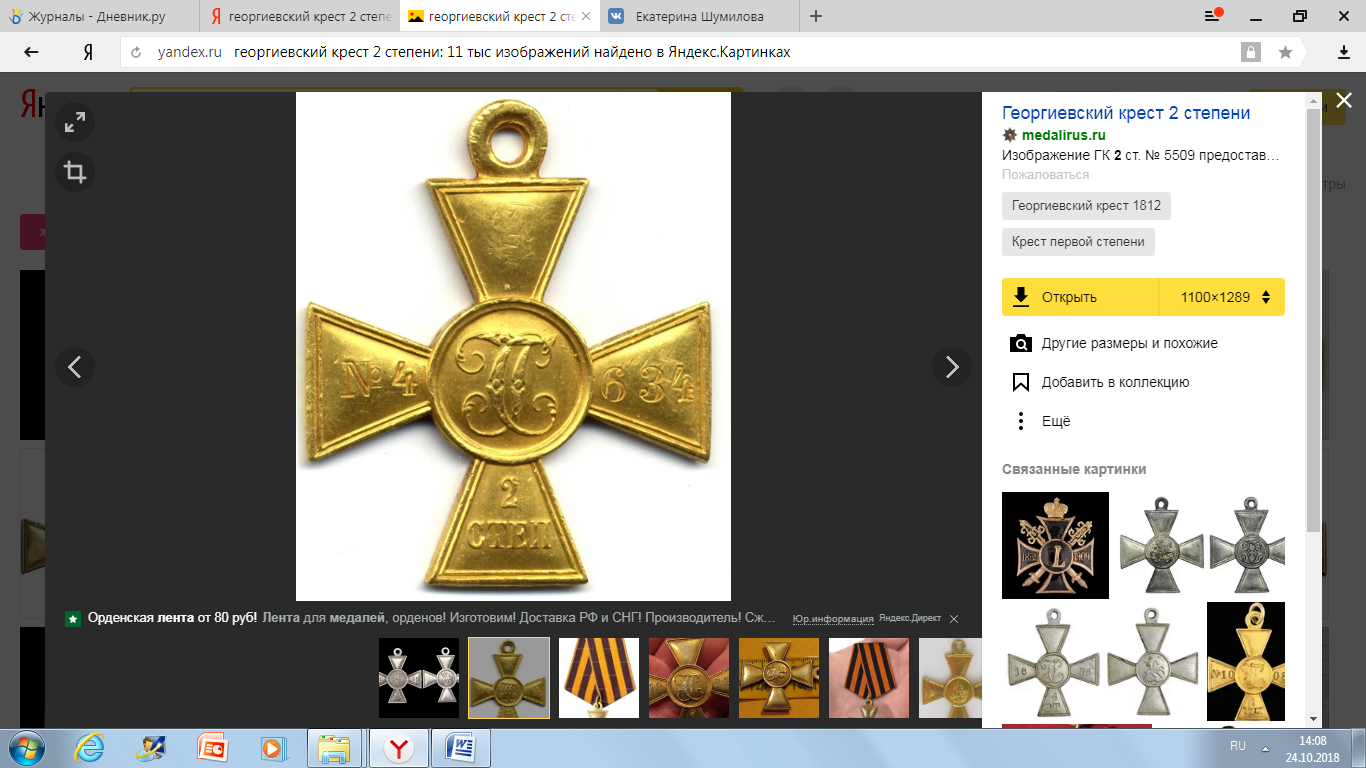 Журналы - Дневник.ру
георгиевский крест 2 степе
георгиевский крест 2 сте
Екатерина Шумилова
yandex.ru георгиевский крест 2 степени: 11 тыс изображений найдено в Яндекс.Картинках
Георгиевский крест 2 степени
medalirus.ru
Изображение ГК 2 ст. № 5509 предостав…
Пожаловаться
Георгиевский крест 1812
Крест первой степени
Открыть 1100×1289
Другие размеры и похожие
Добавить в коллекцию
Ещё
Связанные картинки
№ 4
6 34
2
СТЕП
Орденская лента от 80 руб! Лента для медалей, орденов! Изготовим! Доставка РФ и СНГ! Производитель! Сж…
Юр.информация Яндекс.Директ
RU
14:08
24.10.2018